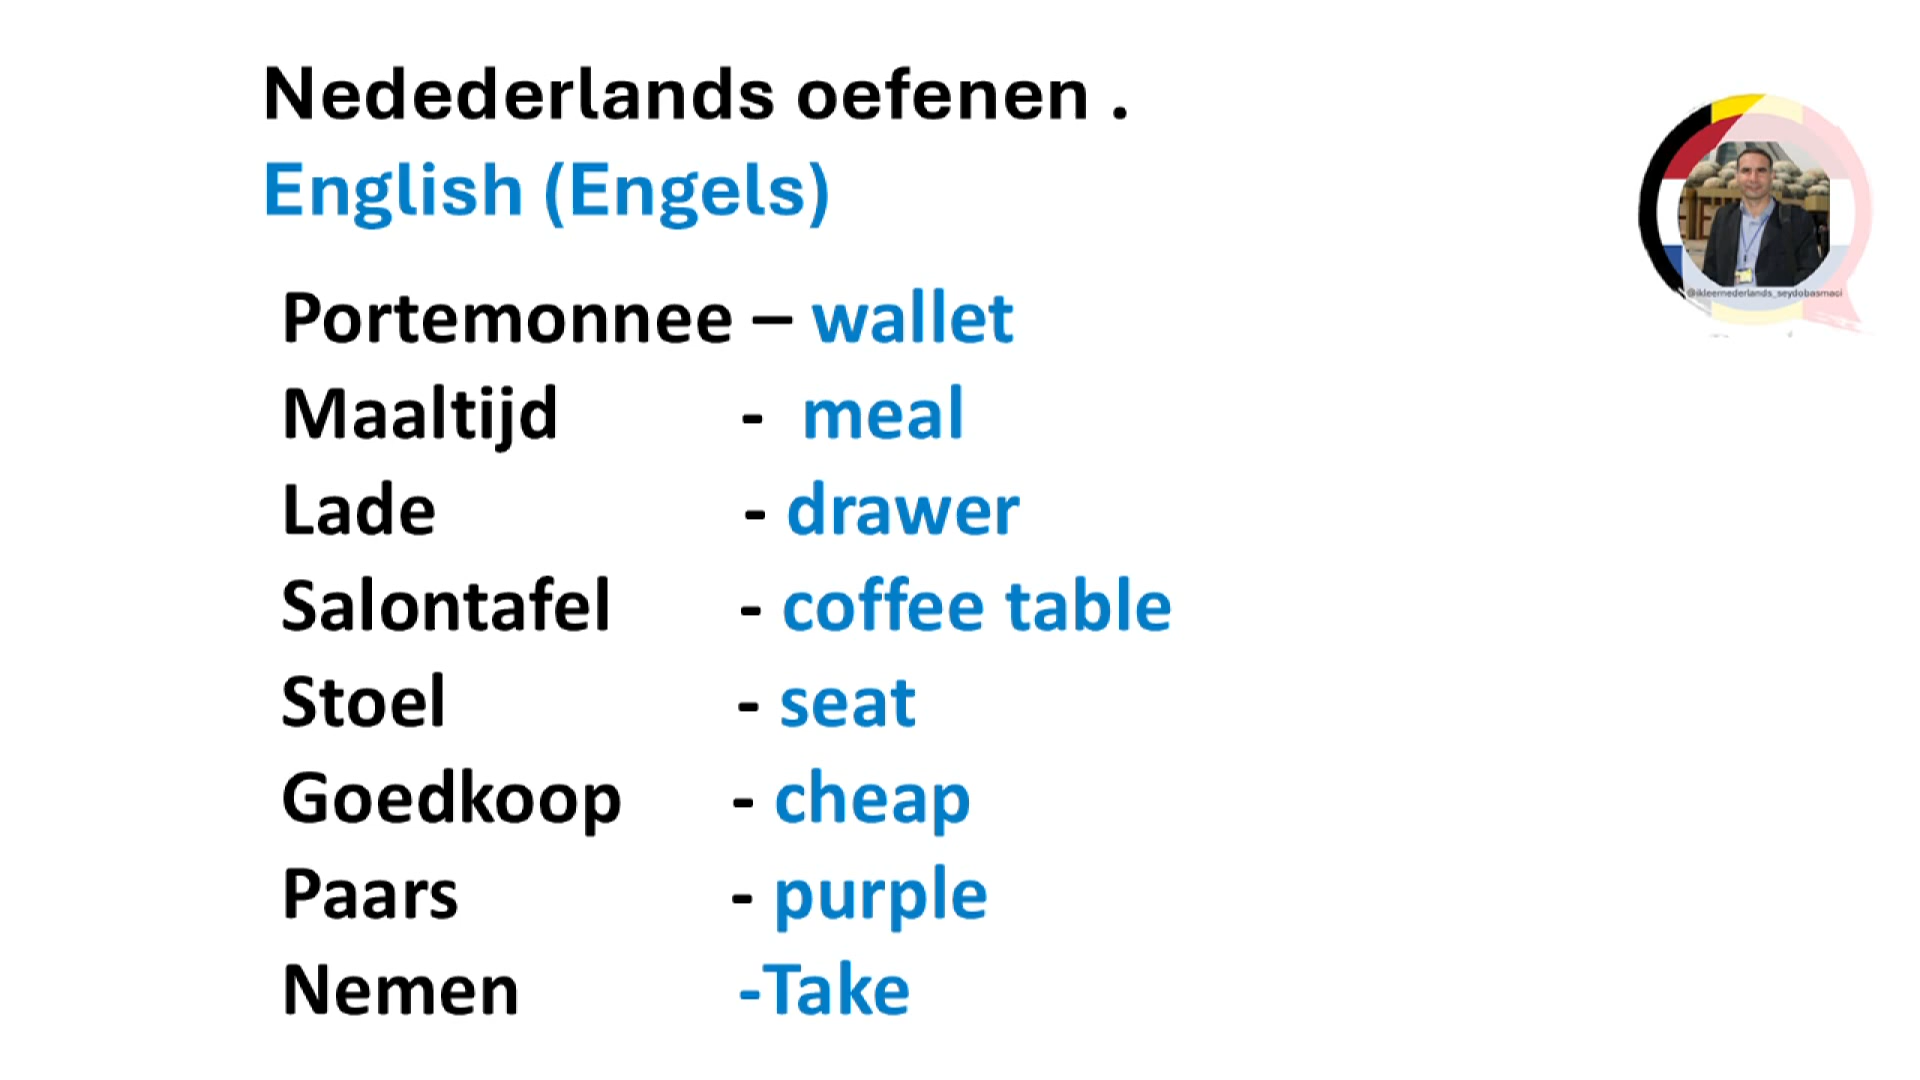 Nedederlands oefenen .
English (Engels)
Portemonnee – wallet
Maaltijd - meal
Lade - drawer
Salontafel - coffee table
Stoel - seat
Goedkoop - cheap
Paars - purple
Nemen -Take
@ikleernederlands_seydobasmaci